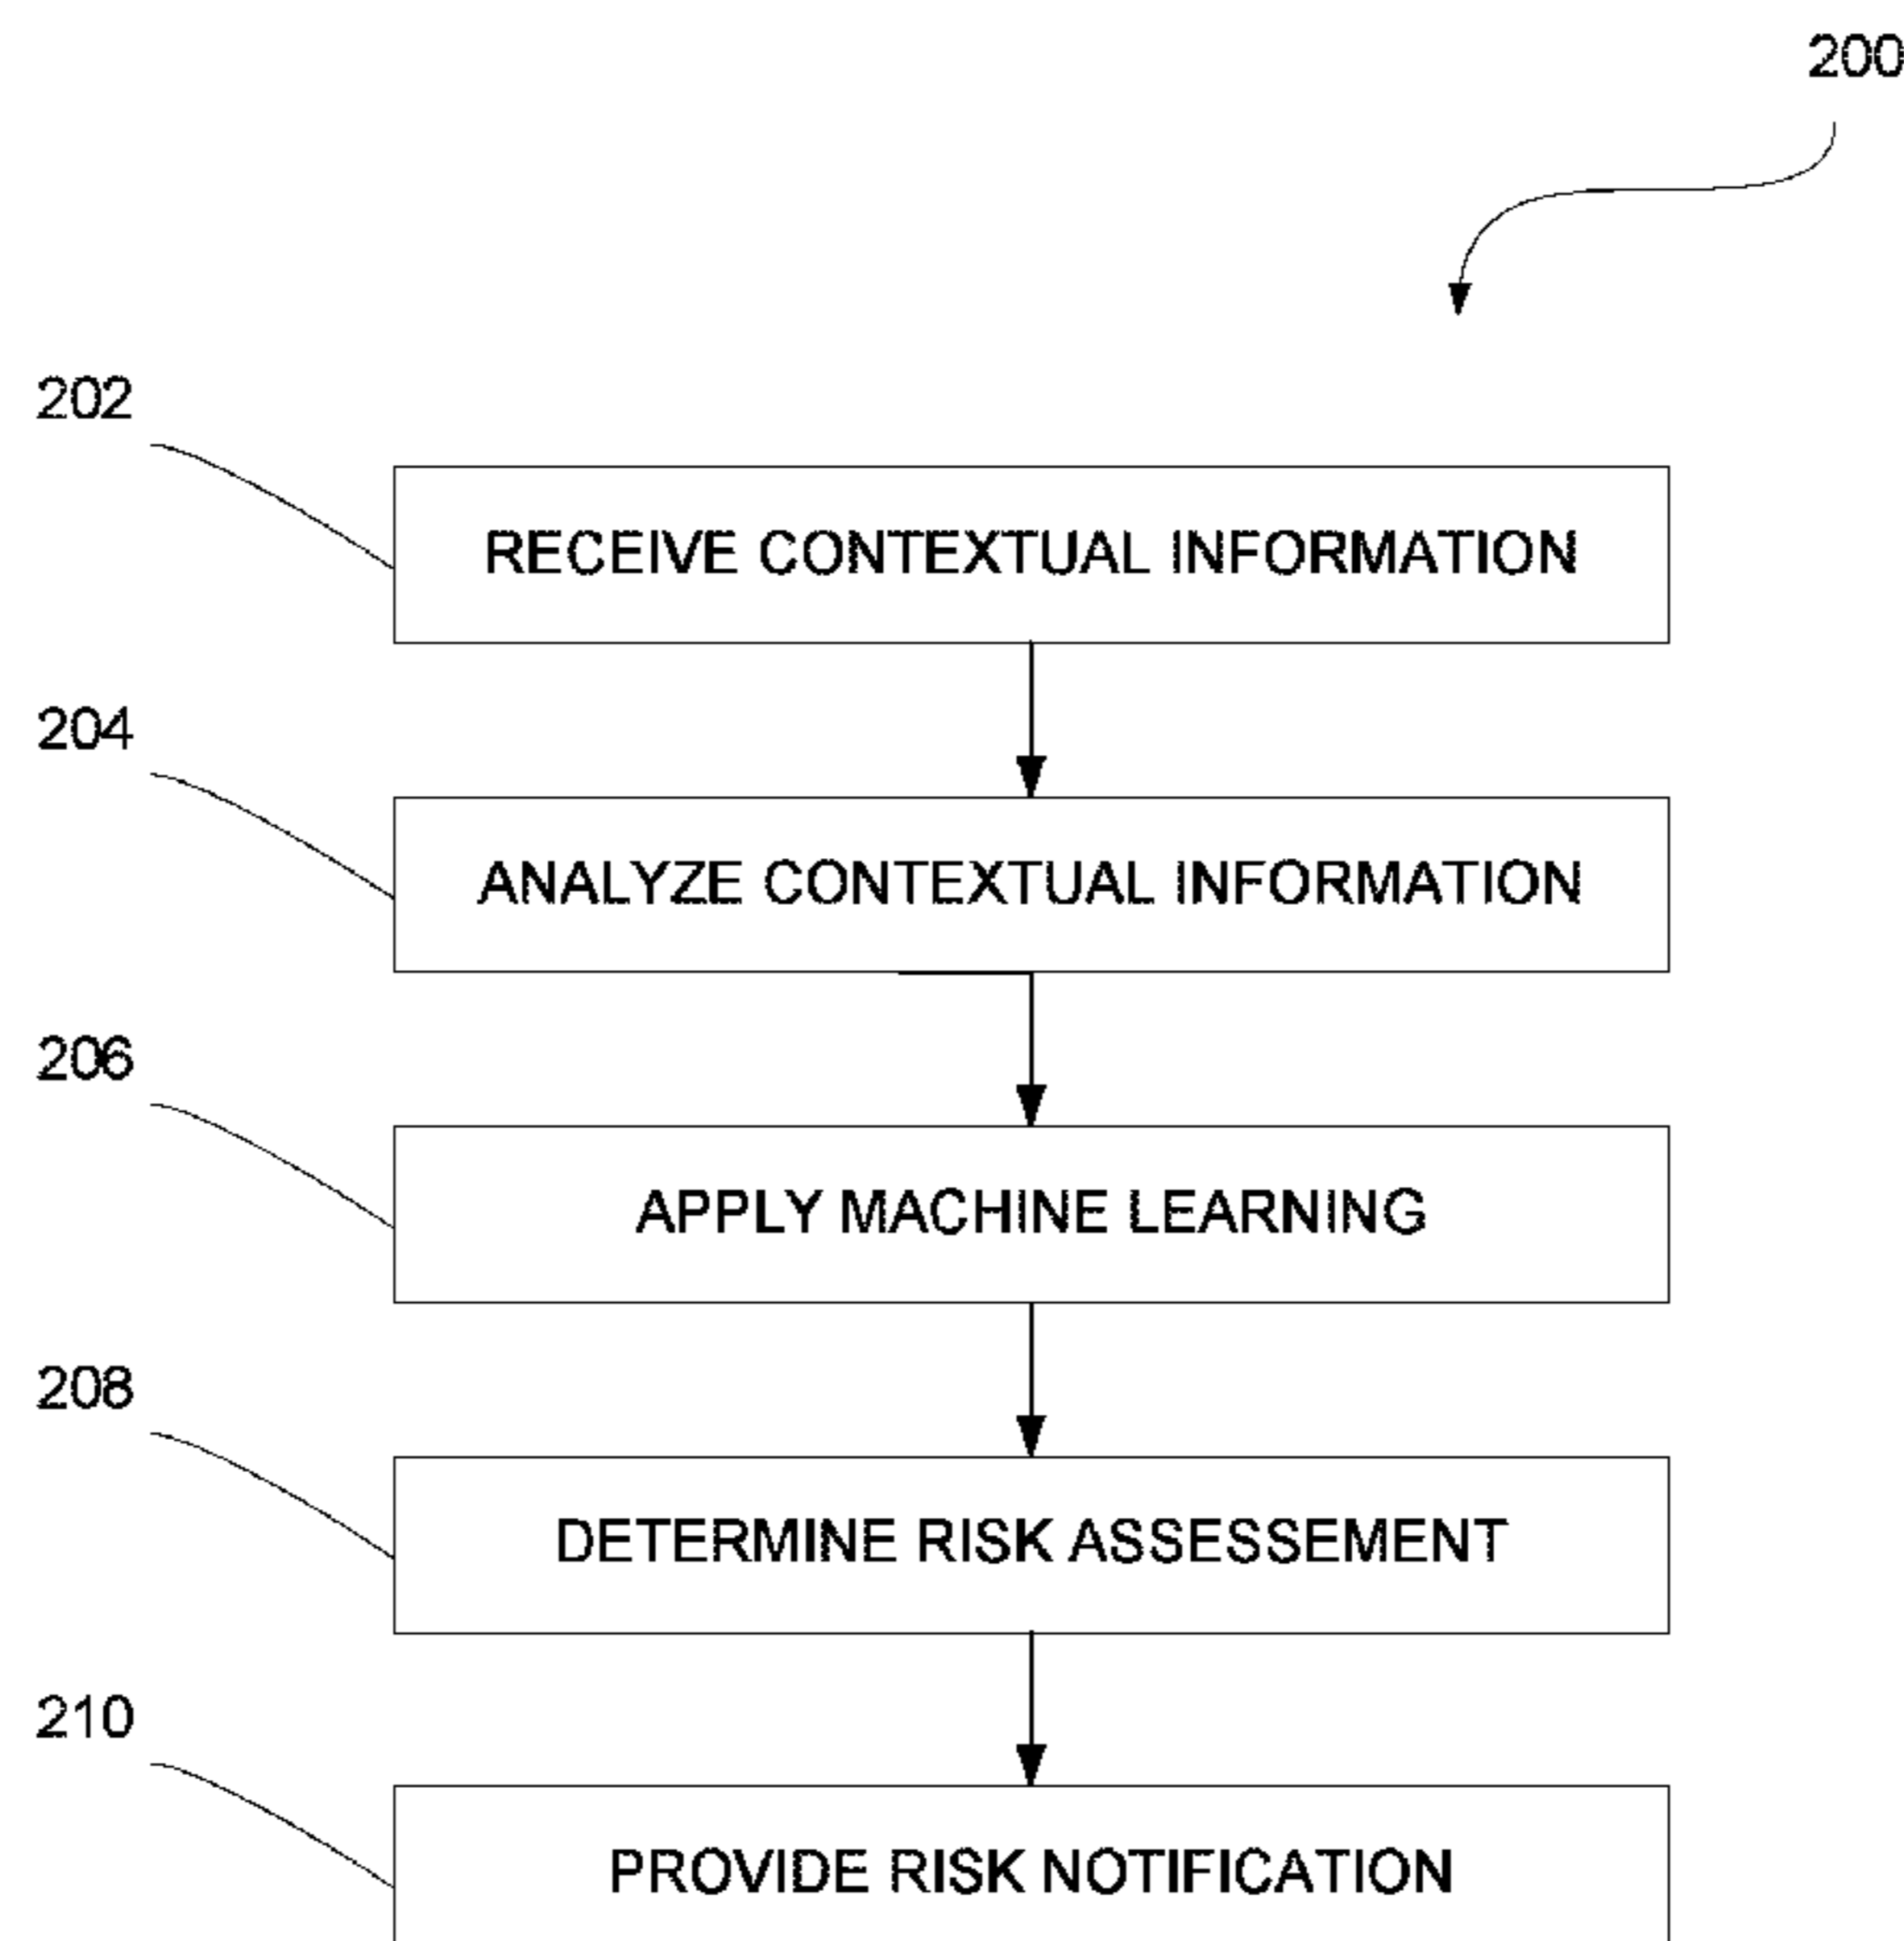 200
202
RECEIVE CONTEXTUAL INFORMATION
204
ANALYZE CONTEXTUAL INFORMATION
206
APPLY MACHINE LEARNING
208
DETERMINE RISK ASSESSEMENT
210
PROVIDE RISK NOTIFICATION